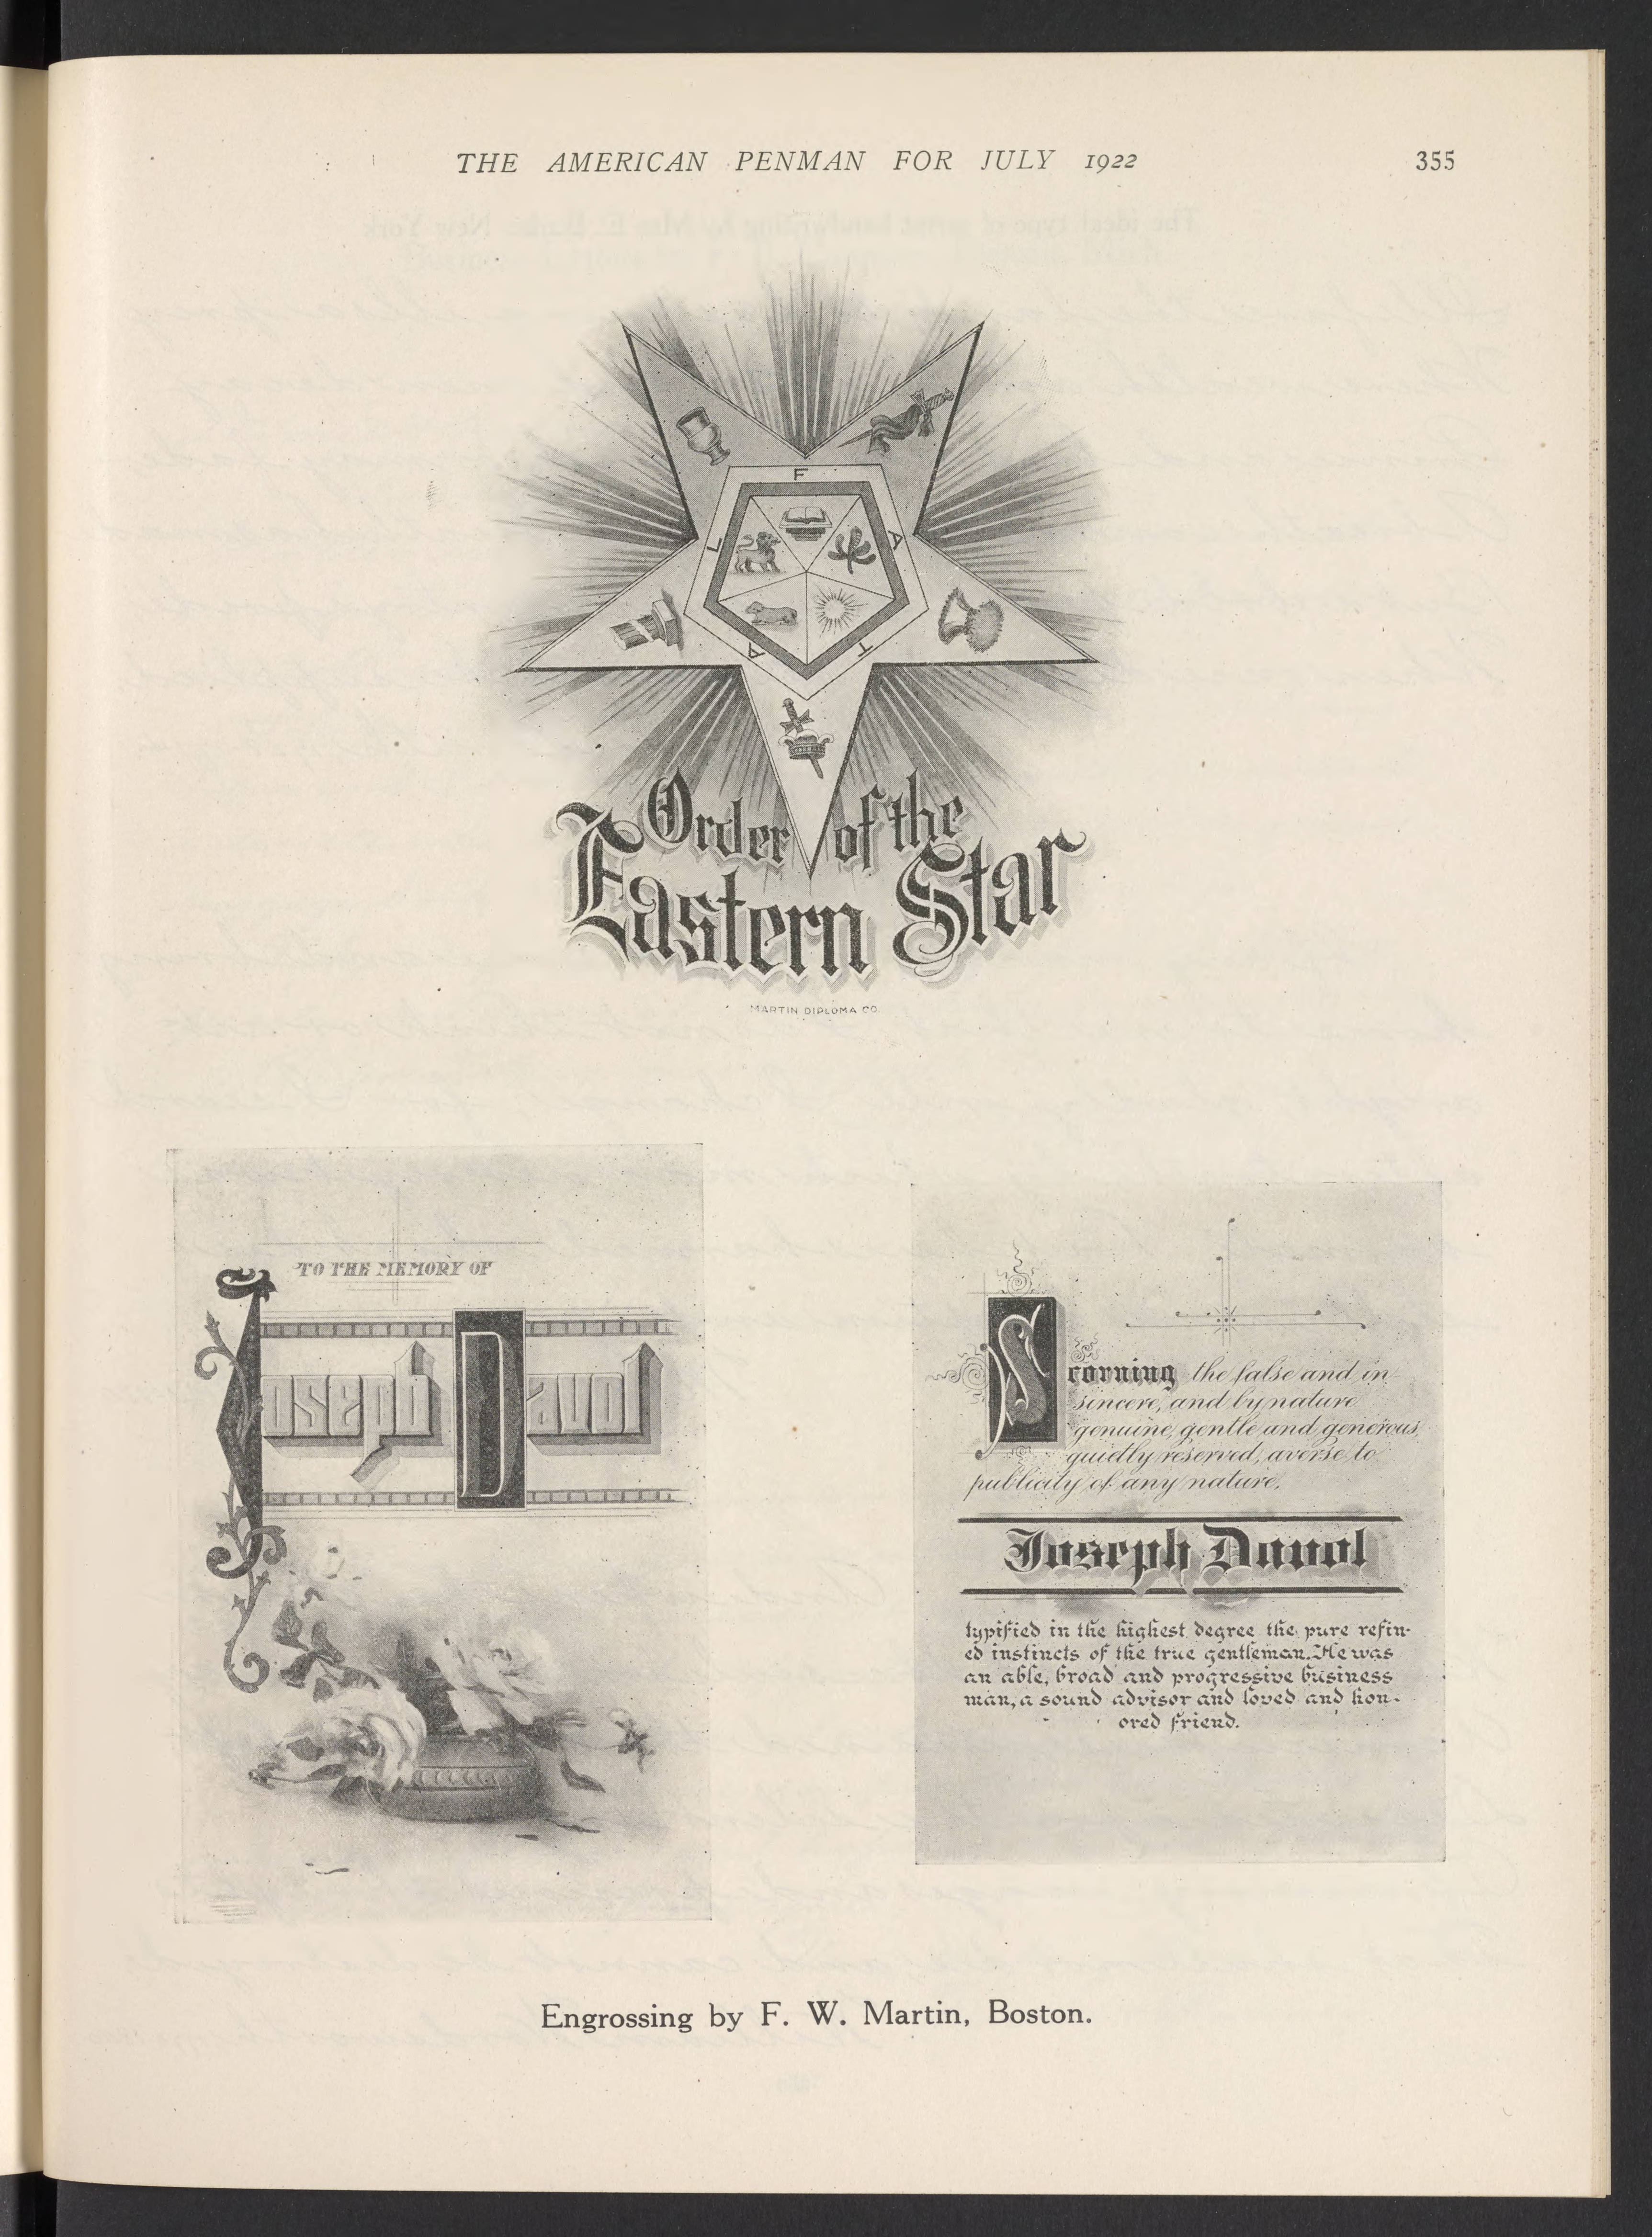 THE AMERICAN PENMAN FOR JULY 1922 355
F
L A
A T
Order of the
Eastern Star
MARTIN DIPLOMA CO.
TO THE MEMORY OF
Joseph Davol
Scorning the false and in-
sincere, and by nature
genuine, gentle and generous,
quietly reserved, averse to
publicity of any nature,
Joseph Davol
typified in the highest degree the pure refin-
ed instincts of the true gentleman. He was
an able, broad and progressive business
man, a sound advisor and loved and hon-
ored friend.
Engrossing by F. W. Martin, Boston.